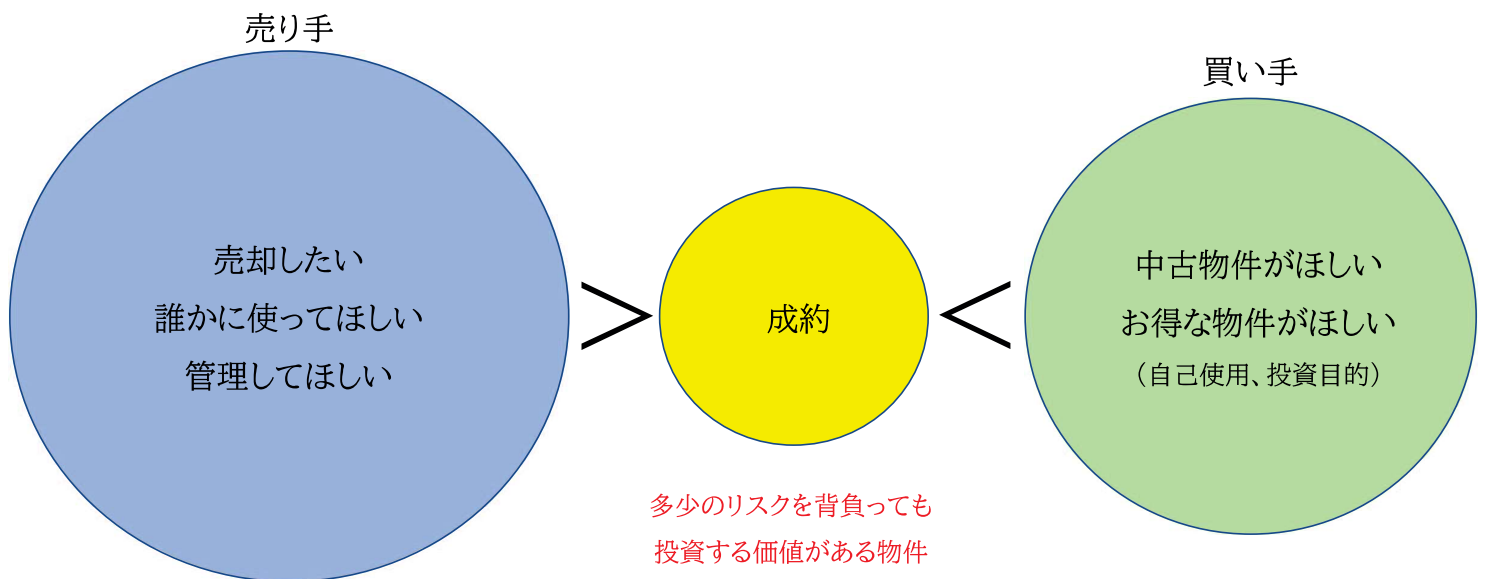 売り手
売却したい
誰かに使ってほしい
管理してほしい
＞
成約
多少のリスクを背負っても
投資する価値がある物件
＜
買い手
中古物件がほしい
お得な物件がほしい
（自己使用、投資目的）